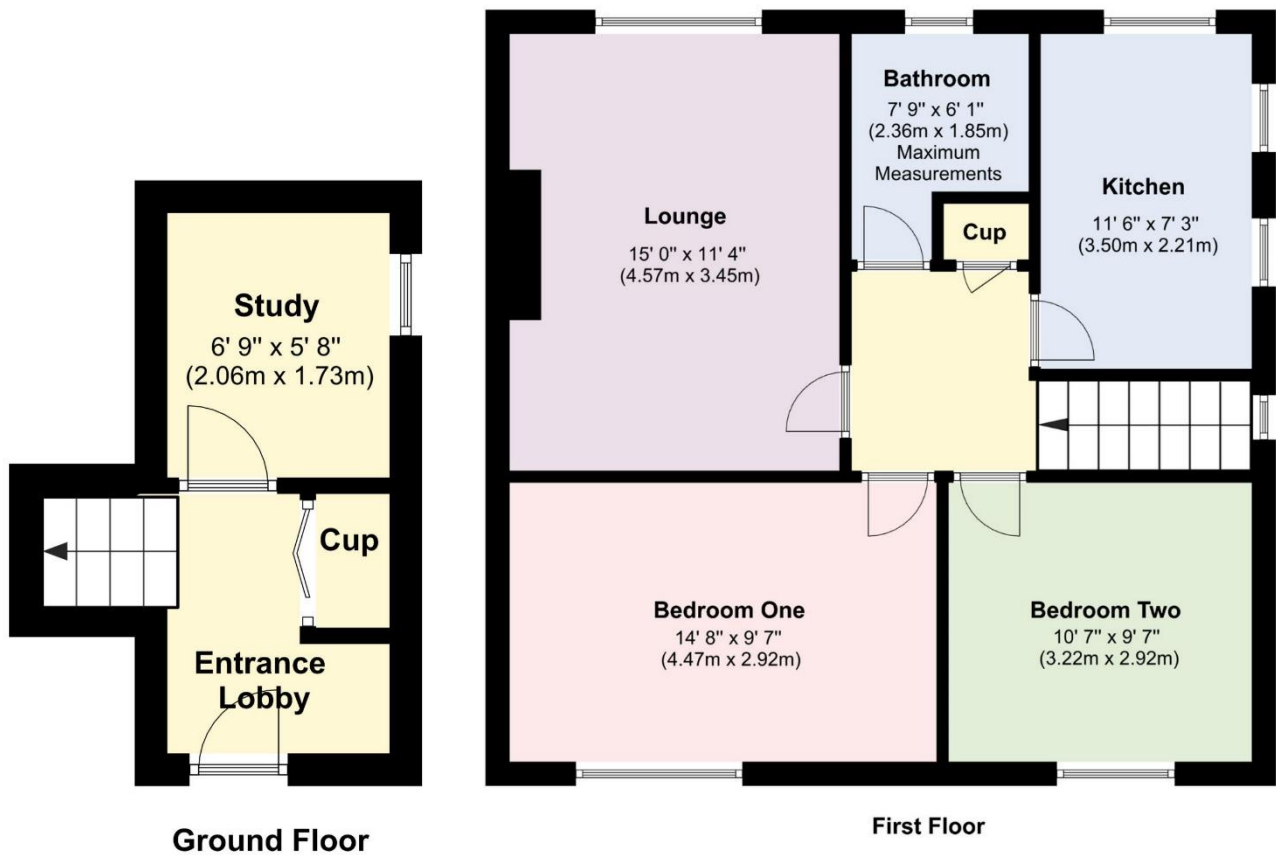 Study
6' 9" x 5' 8"
(2.06m x 1.73m)
Cup
Entrance
Lobby
Ground Floor
Lounge
15' 0" x 11' 4"
(4.57m x 3.45m)
Bathroom
7' 9" x 6' 1"
(2.36m x 1.85m)
Maximum
Measurements
Cup
Kitchen
11' 6" x 7' 3"
(3.50m x 2.21m)
Bedroom One
14' 8" x 9' 7"
(4.47m x 2.92m)
Bedroom Two
10' 7" x 9' 7"
(3.22m x 2.92m)
First Floor